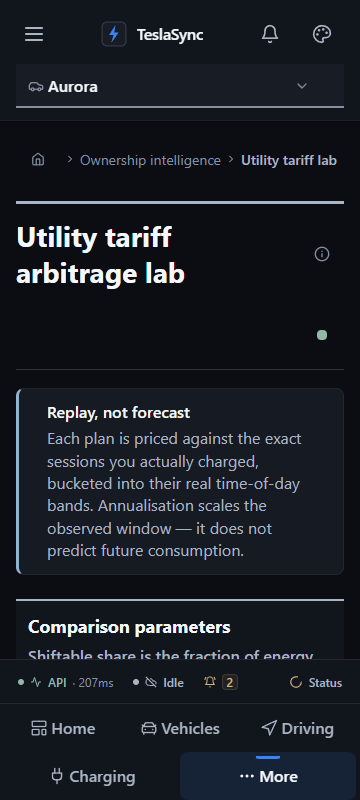 TeslaSync
Aurora
Ownership intelligence
Utility tariff lab
Utility tariff
arbitrage lab
Replay, not forecast
Each plan is priced against the exact
sessions you actually charged,
bucketed into their real time-of-day
bands. Annualisation scales the
observed window — it does not
predict future consumption.
Comparison parameters
Shiftable share is the fraction of energy
API · 207ms
Idle
2
Status
Home
Vehicles
Driving
Charging
More